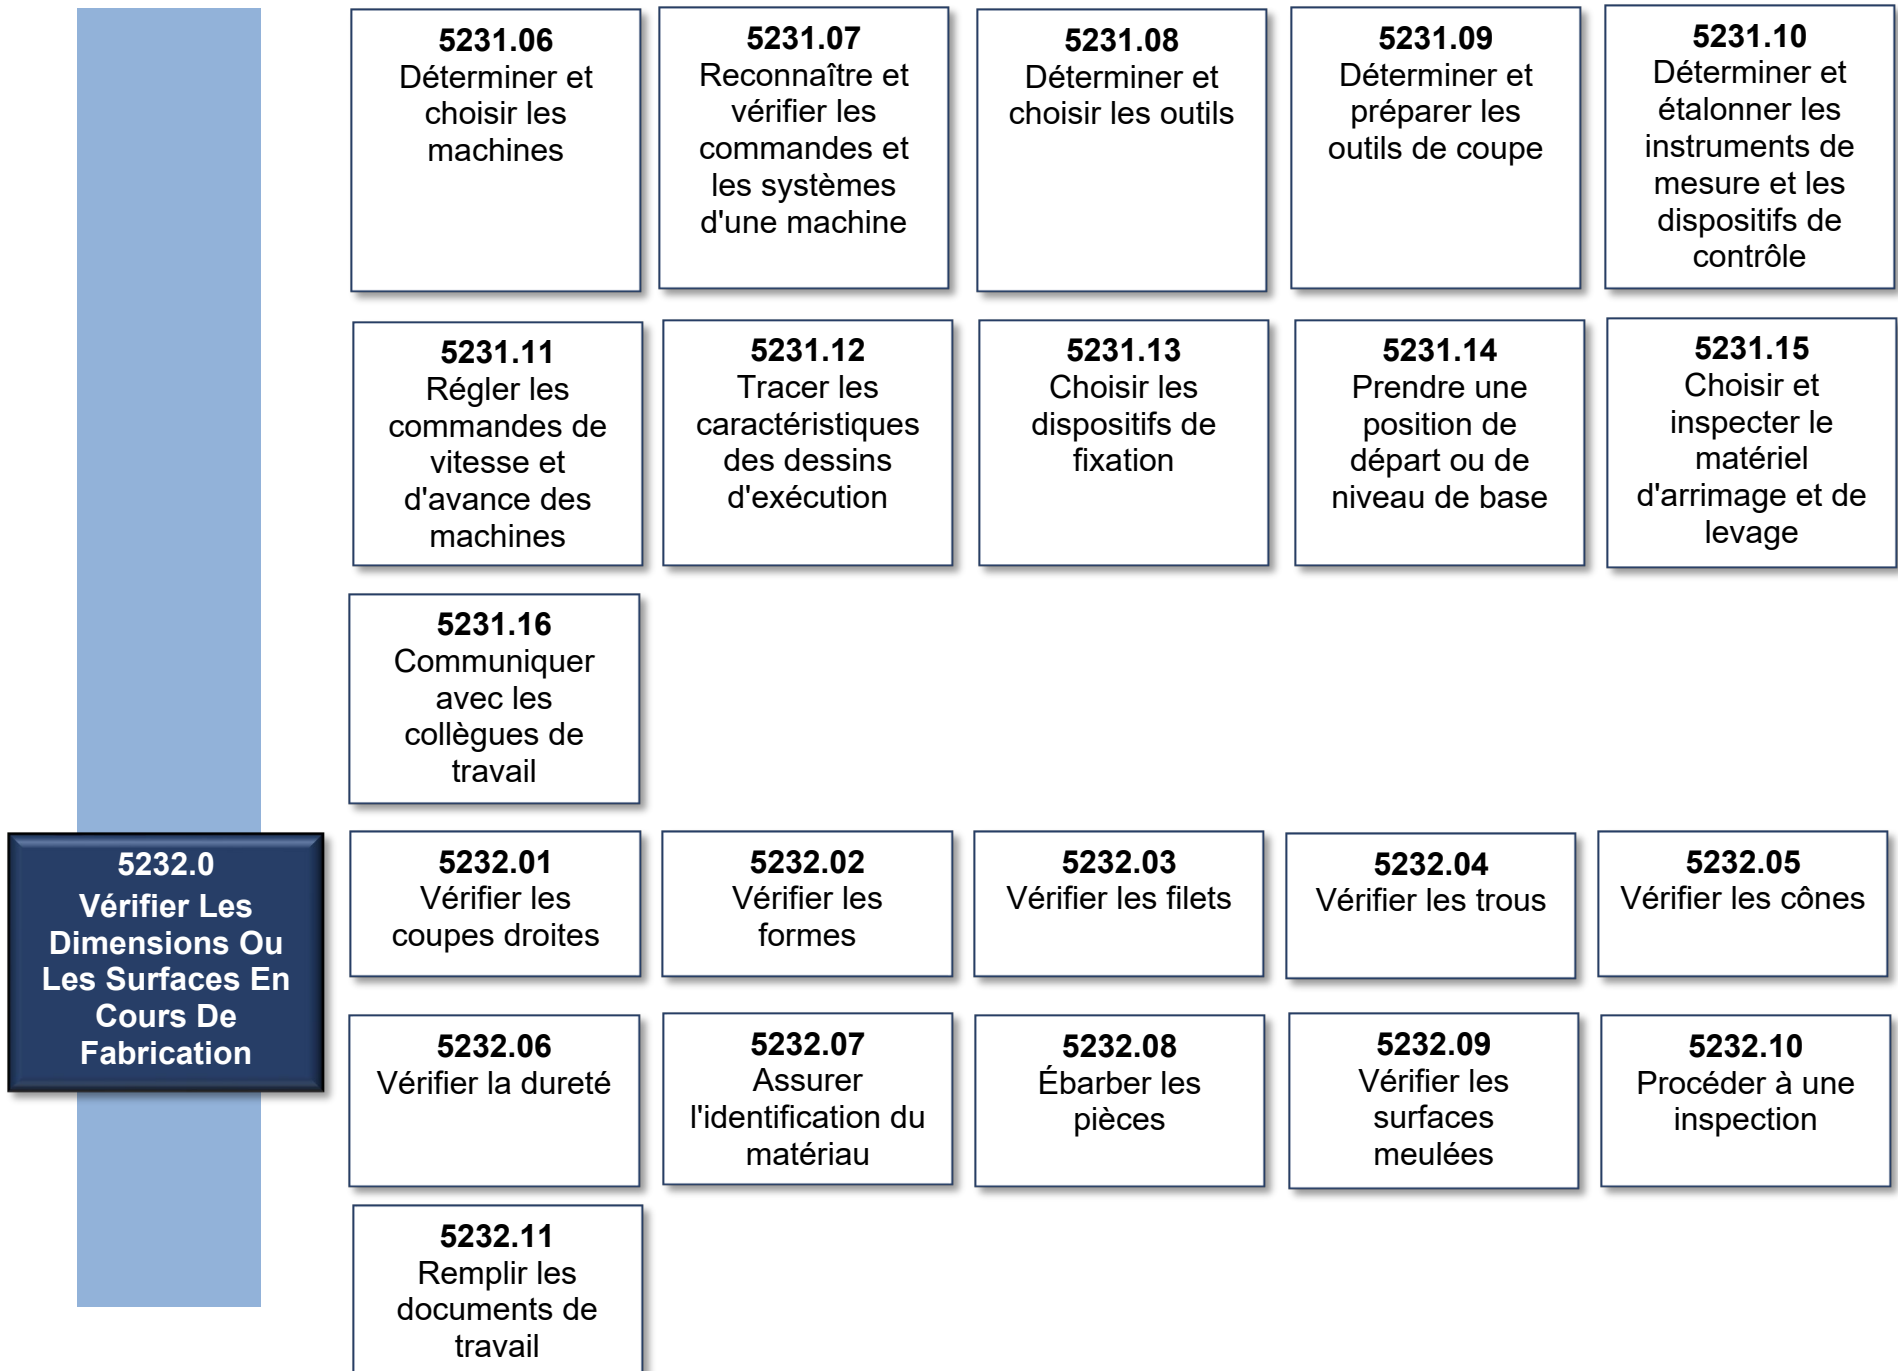 5231.06
Déterminer et
choisir les
machines
5231.07
Reconnaître et
vérifier les
commandes et
les systèmes
d'une machine
5231.08
Déterminer et
choisir les outils
5231.09
Déterminer et
préparer les
outils de coupe
5231.10
Déterminer et
étalonner les
instruments de
mesure et les
dispositifs de
contrôle
5231.11
Régler les
commandes de
vitesse et
d'avance des
machines
5231.12
Tracer les
caractéristiques
des dessins
d'exécution
5231.13
Choisir les
dispositifs de
fixation
5231.14
Prendre une
position de
départ ou de
niveau de base
5231.15
Choisir et
inspecter le
matériel
d'arrimage et de
levage
5231.16
Communiquer
avec les
collègues de
travail
5232.0
Vérifier Les
Dimensions Ou
Les Surfaces En
Cours De
Fabrication
5232.01
Vérifier les
coupes droites
5232.02
Vérifier les
formes
5232.03
Vérifier les filets
5232.04
Vérifier les trous
5232.05
Vérifier les cônes
5232.06
Vérifier la dureté
5232.07
Assurer
l'identification du
matériau
5232.08
Ébarber les
pièces
5232.09
Vérifier les
surfaces
meulées
5232.10
Procéder à une
inspection
5232.11
Remplir les
documents de
travail